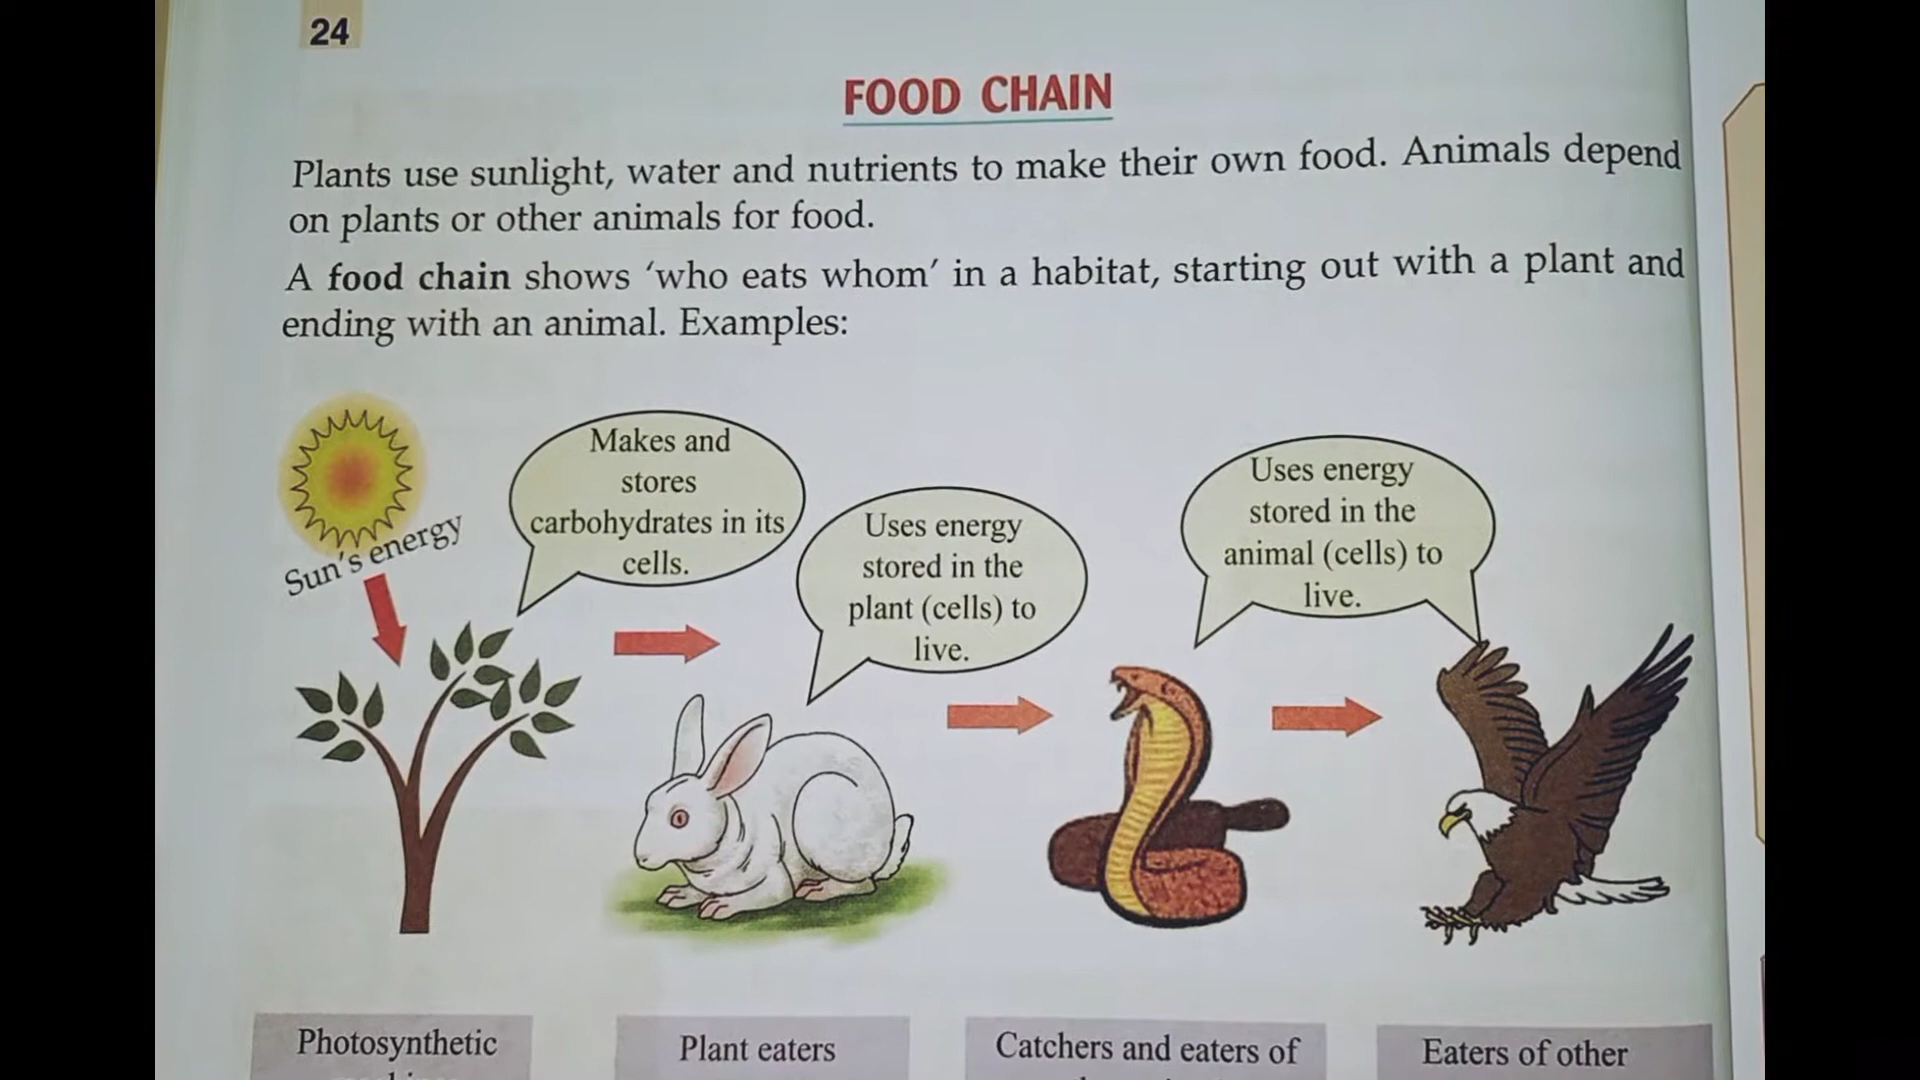 24
FOOD CHAIN
Plants use sunlight, water and nutrients to make their own food. Animals depend
on plants or other animals for food.
A food chain shows ‘who eats whom’ in a habitat, starting out with a plant and
ending with an animal. Examples:
Sun's energy
Makes and
stores
carbohydrates in its
cells.
Uses energy
stored in the
plant (cells) to
live.
Uses energy
stored in the
animal (cells) to
live.
Photosynthetic
Plant eaters
Catchers and eaters of
Eaters of other